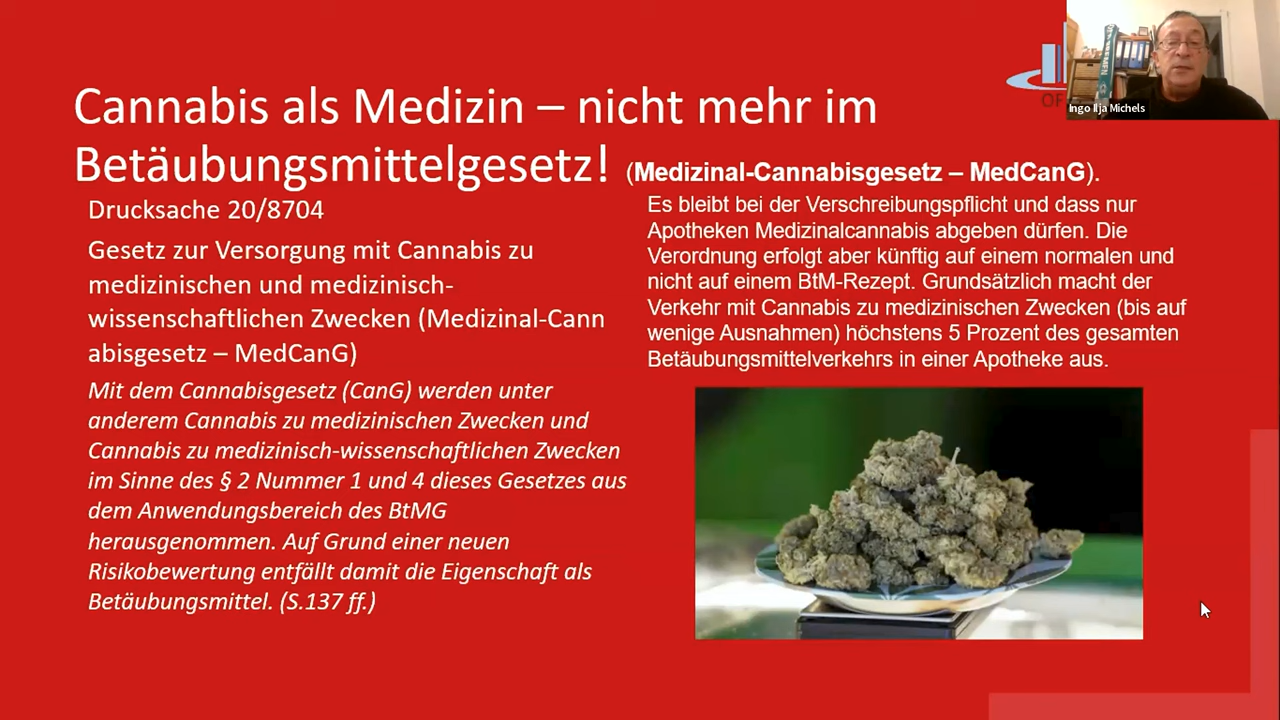 Cannabis als Medizin – nicht mehr im
Betäubungsmittelgesetz! (Medizinal-Cannabisgesetz – MedCanG).
Drucksache 20/8704
Gesetz zur Versorgung mit Cannabis zu
medizinischen und medizinisch-
wissenschaftlichen Zwecken (Medizinal-Cann
abisgesetz – MedCanG)
Mit dem Cannabisgesetz (CanG) werden unter
anderem Cannabis zu medizinischen Zwecken und
Cannabis zu medizinisch-wissenschaftlichen Zwecken
im Sinne des § 2 Nummer 1 und 4 dieses Gesetzes aus
dem Anwendungsbereich des BtMG
herausgenommen. Auf Grund einer neuen
Risikobewertung entfällt damit die Eigenschaft als
Betäubungsmittel. (S.137 ff.)
Es bleibt bei der Verschreibungspflicht und dass nur
Apotheken Medizinalcannabis abgeben dürfen. Die
Verordnung erfolgt aber künftig auf einem normalen und
nicht auf einem BtM-Rezept. Grundsätzlich macht der
Verkehr mit Cannabis zu medizinischen Zwecken (bis auf
wenige Ausnahmen) höchstens 5 Prozent des gesamten
Betäubungsmittelverkehrs in einer Apotheke aus.
Ingo Ilja Michels